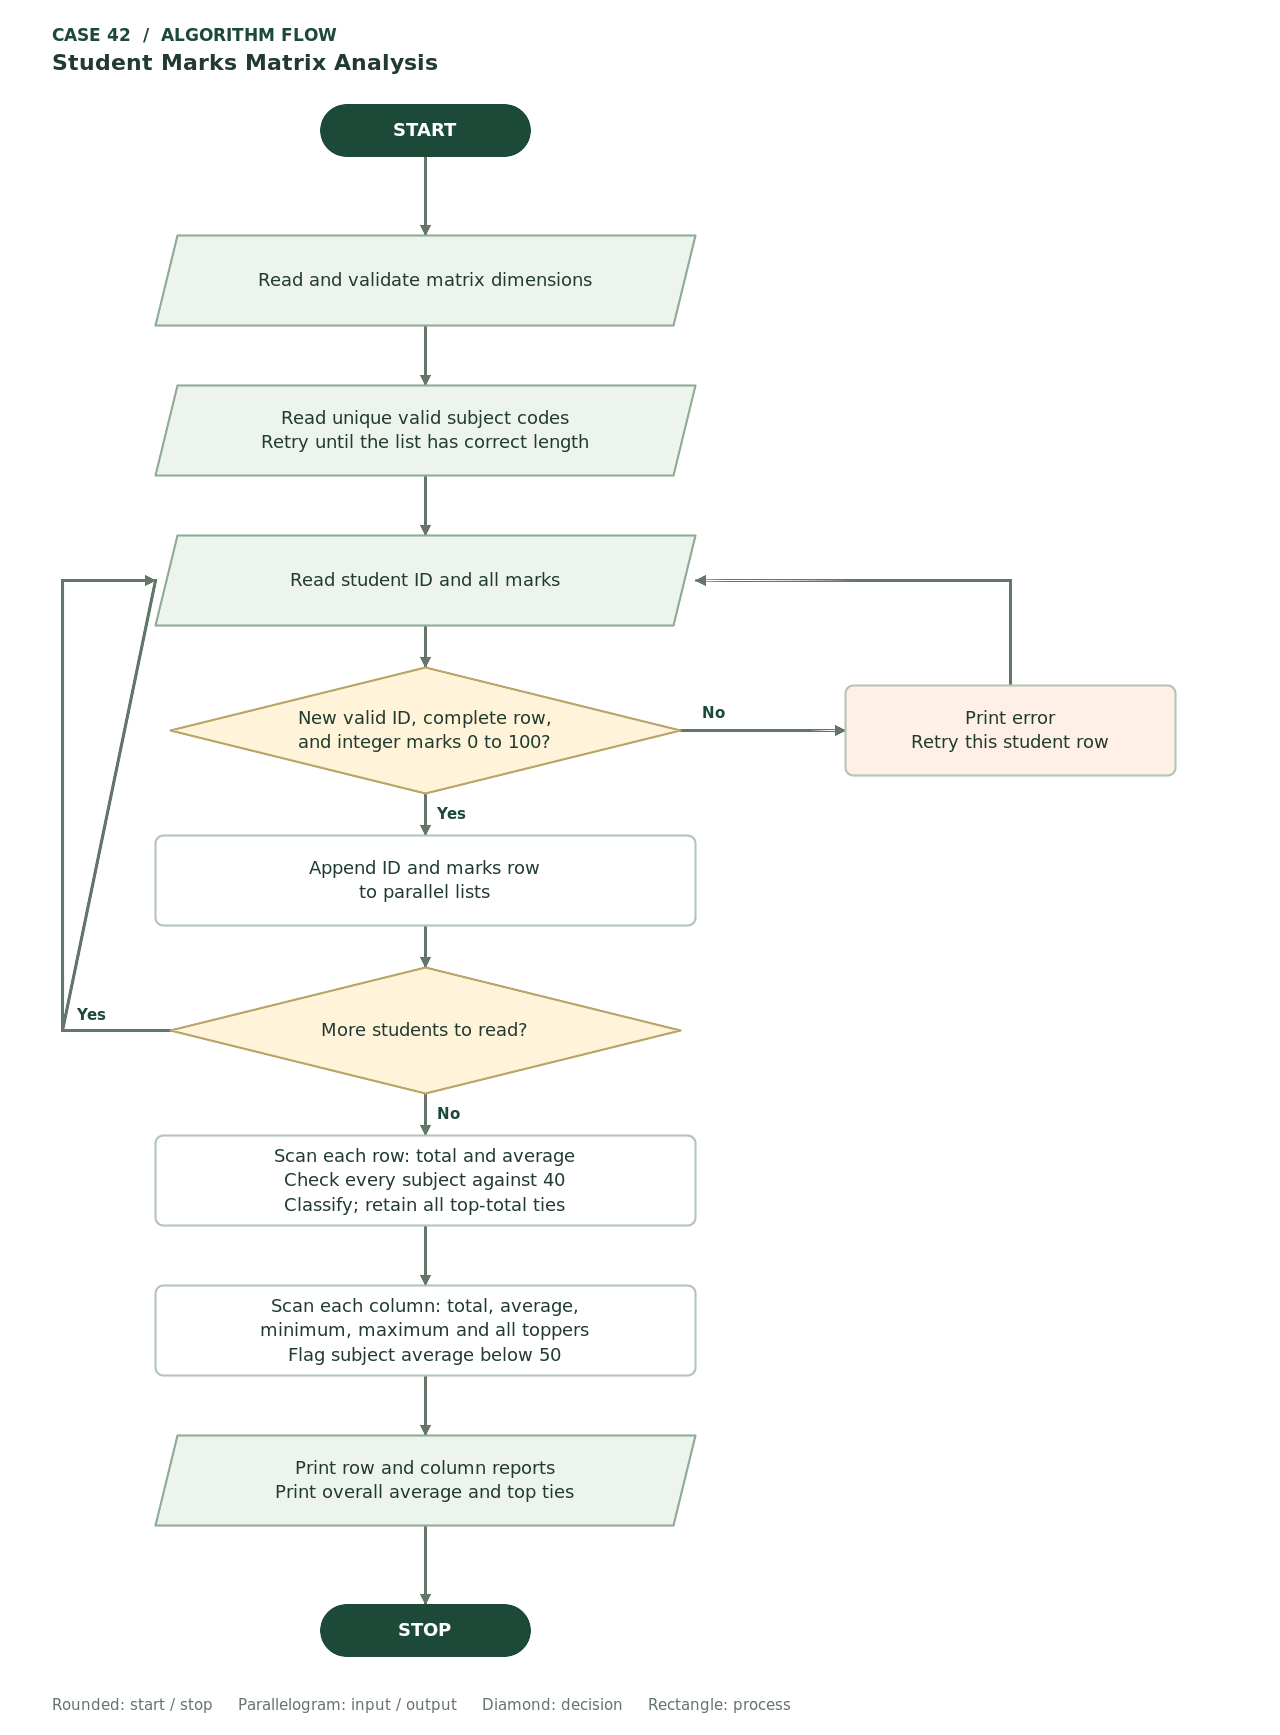 CASE 42 / ALGORITHM FLOW
Student Marks Matrix Analysis
START
Read and validate matrix dimensions
Read unique valid subject codes
Retry until the list has correct length
Read student ID and all marks
New valid ID, complete row,
and integer marks 0 to 100?
No
Print error
Retry this student row
Yes
Append ID and marks row
to parallel lists
More students to read?
Yes
No
Scan each row: total and average
Check every subject against 40
Classify; retain all top-total ties
Scan each column: total, average,
minimum, maximum and all toppers
Flag subject average below 50
Print row and column reports
Print overall average and top ties
STOP
Rounded: start / stop Parallelogram: input / output Diamond: decision Rectangle: process